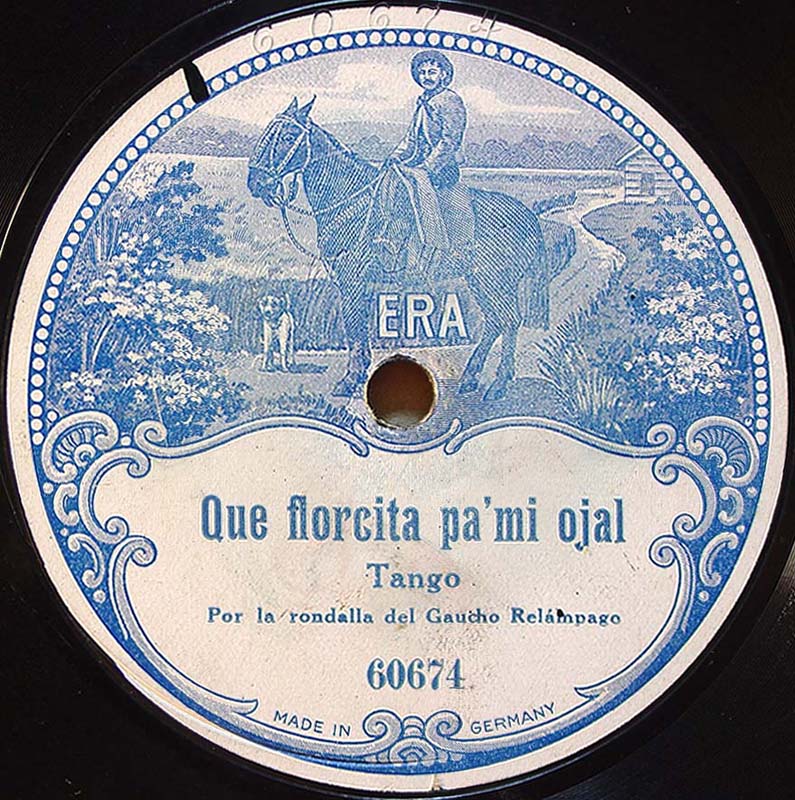 60674
ERA
Que florcita pa'mi ojal
Tango
Por la rondalla del Gaucho Relámpago
60674
MADE IN GERMANY